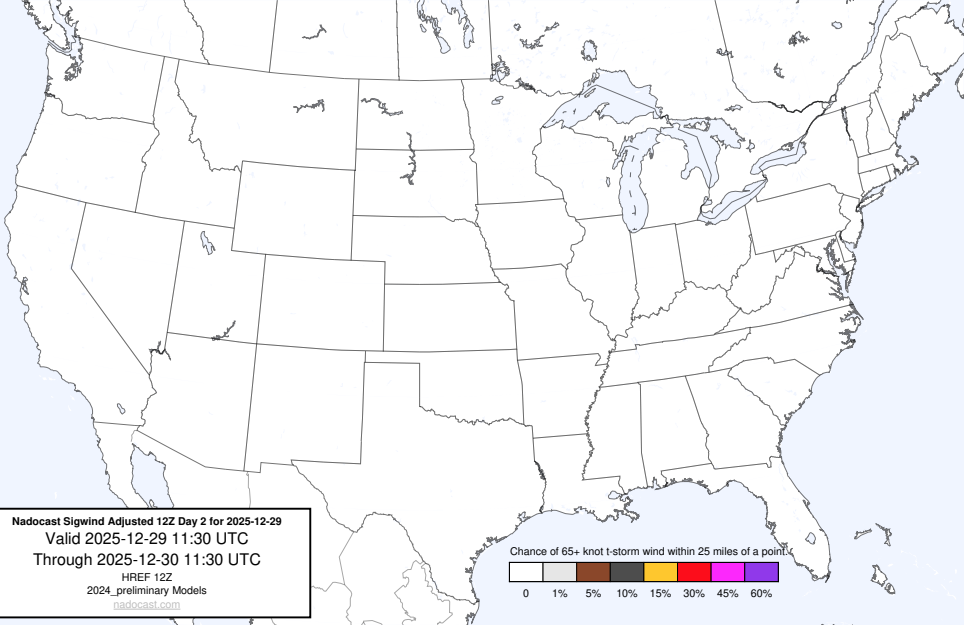 Nadocast Sigwind Adjusted 12Z Day 2 for 2025-12-29
Valid 2025-12-29 11:30 UTC
Through 2025-12-30 11:30 UTC
HREF 12Z
2024_preliminary Models
nadocast.com
Chance of 65+ knot t-storm wind within 25 miles of a point.
0 1% 5% 10% 15% 30% 45% 60%